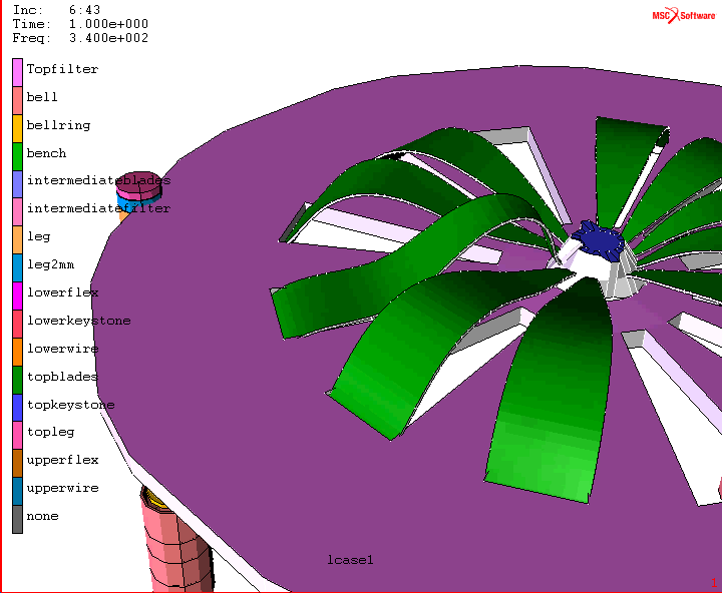 Inc: 6:43
Time: 1.000e+000
Freq: 3.400e+002
MSC Software
Topfilter
bell
bellring
bench
intermediateblades
intermediatefilter
leg
leg2mm
lowerflex
lowerkeystone
lowerwire
topblades
topkeystone
topleg
upperflex
upperwire
none
lcase1
1